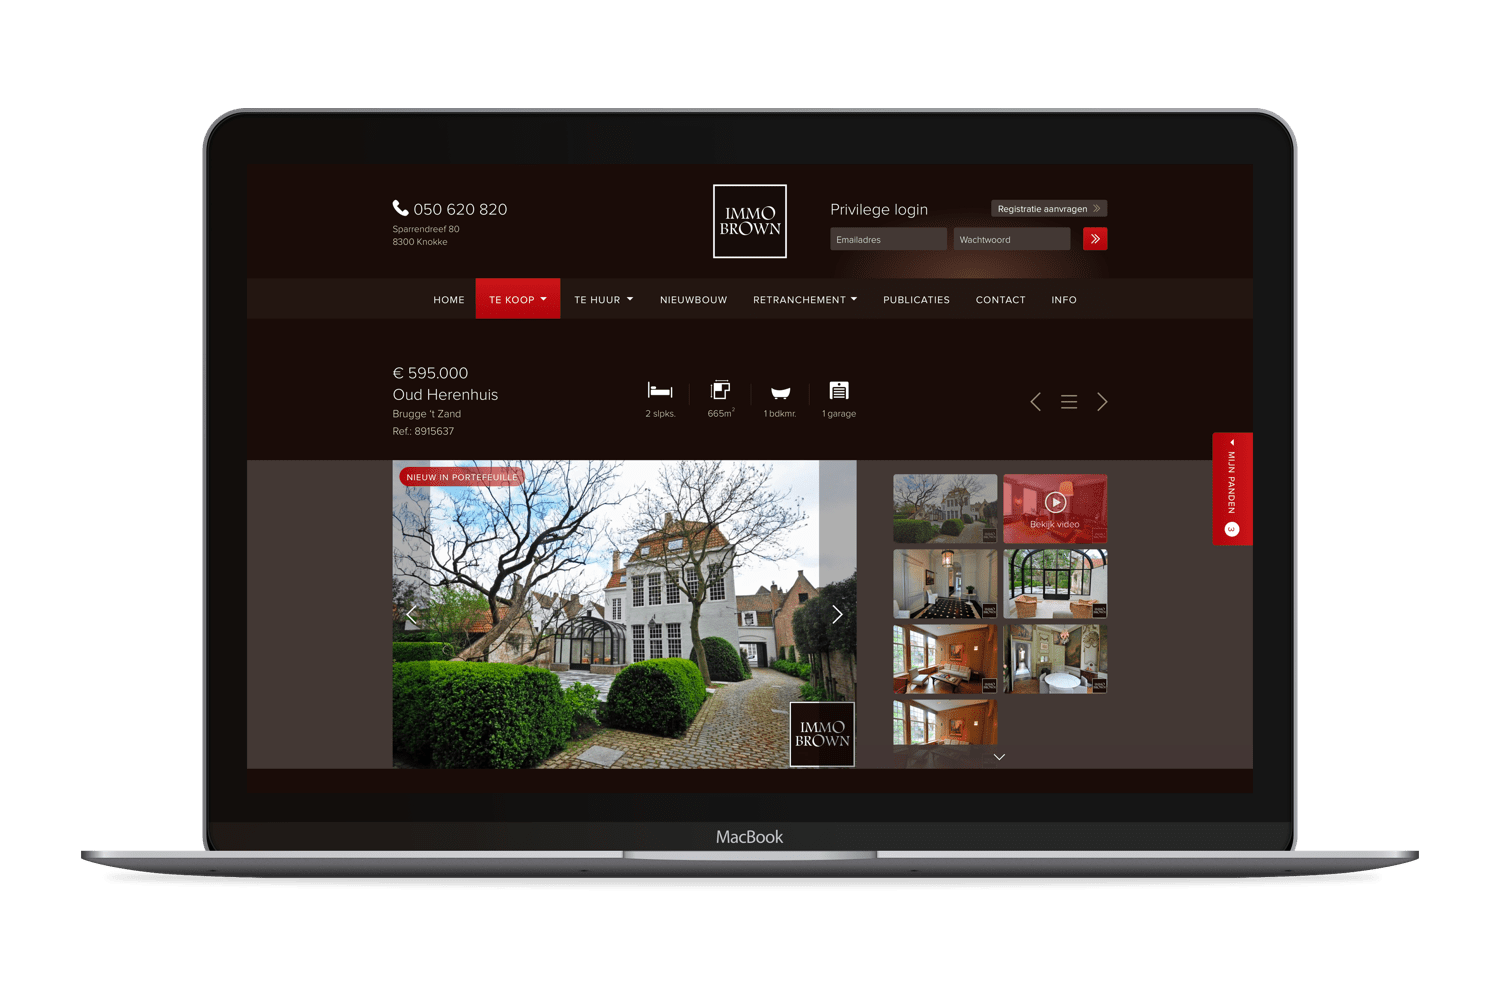 050 620 820
Sparrendreef 80
8300 Knokke
IMMO
BROWN
Privilege login
Registratie aanvragen
Emailadres
Wachtwoord
HOME
TE KOOP
TE HUUR
NIEUWBOUW
RETRANCHEMENT
PUBLICATIES
CONTACT
INFO
€ 595.000
Oud Herenhuis
Brugge 't Zand
Ref.: 8915637
2 slpks.
665m²
1 bdkmr.
1 garage
MIJN PANDEN
3
NIEUW IN PORTEFEUILLE
Bekijk video
IMMO
BROWN
MacBook